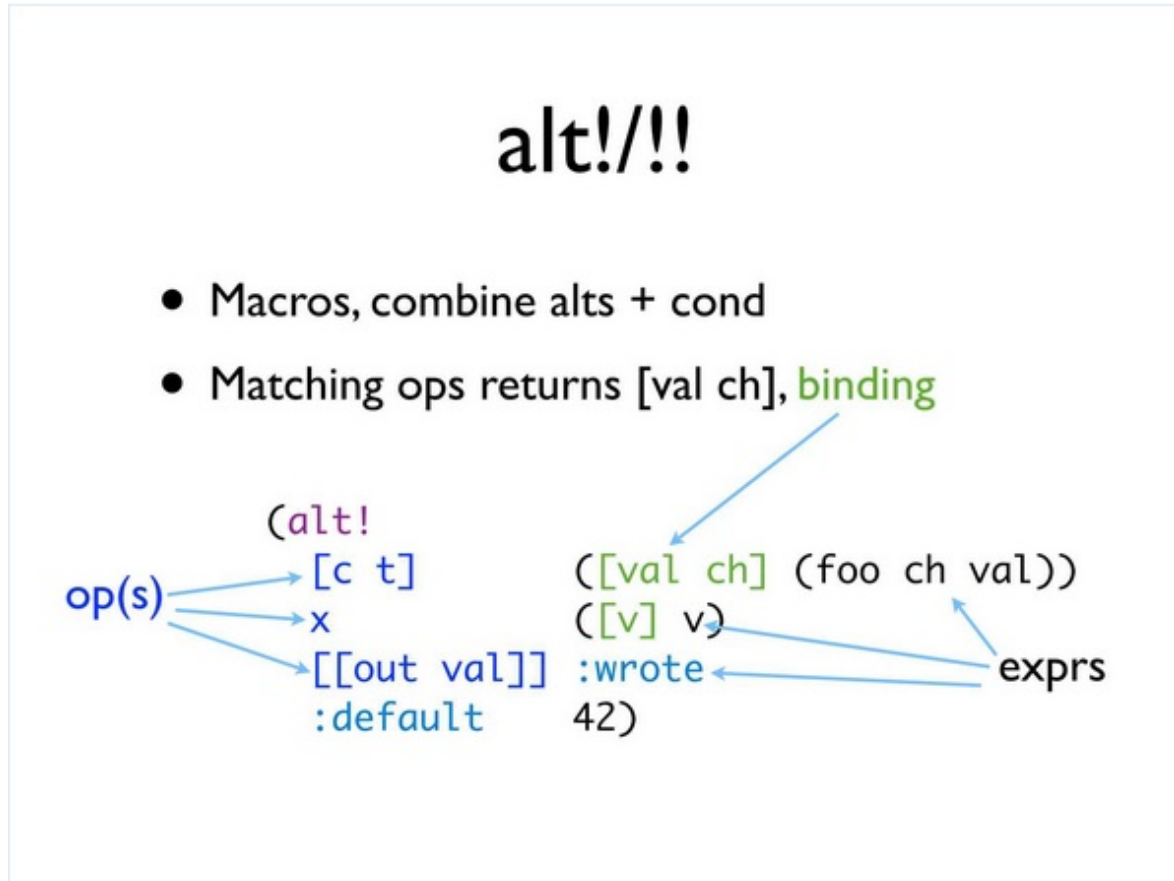 alt!/!!
• Macros, combine alts + cond
• Matching ops returns [val ch], binding
(alt!
[c t] ([val ch] (foo ch val))
op(s)
x ([v] v)
[[out val]] :wrote
exprs
:default 42)